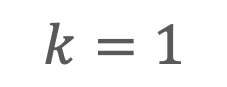 k = 1